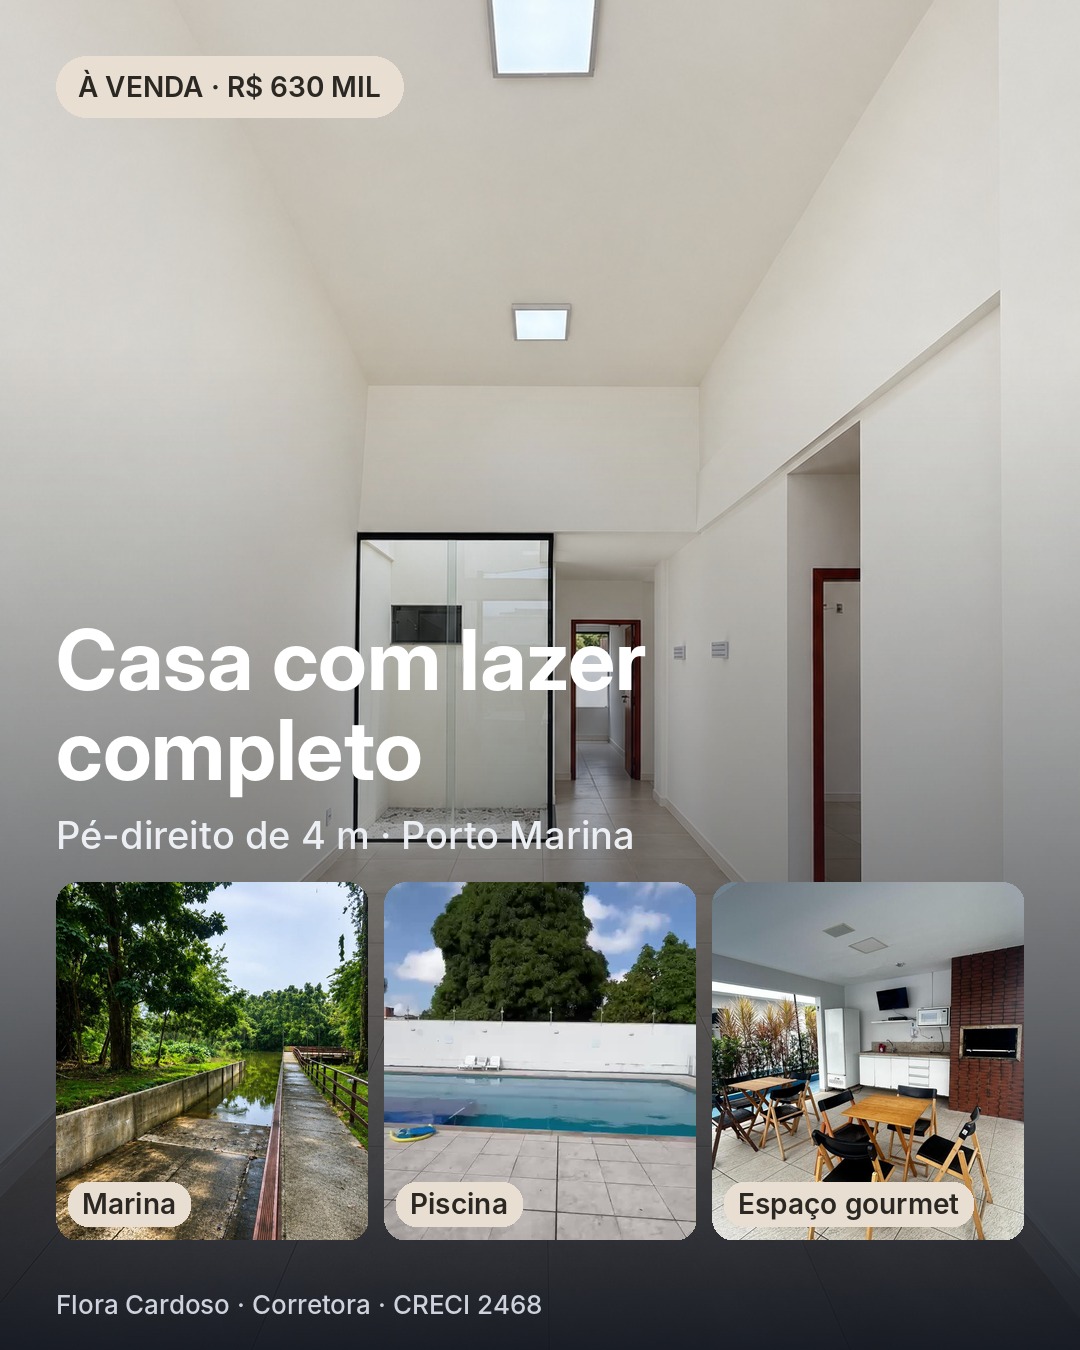 À VENDA · R$ 630 MIL
Casa com lazer
completo
Pé-direito de 4 m · Porto Marina
Marina
Piscina
Espaço gourmet
Flora Cardoso · Corretora · CRECI 2468